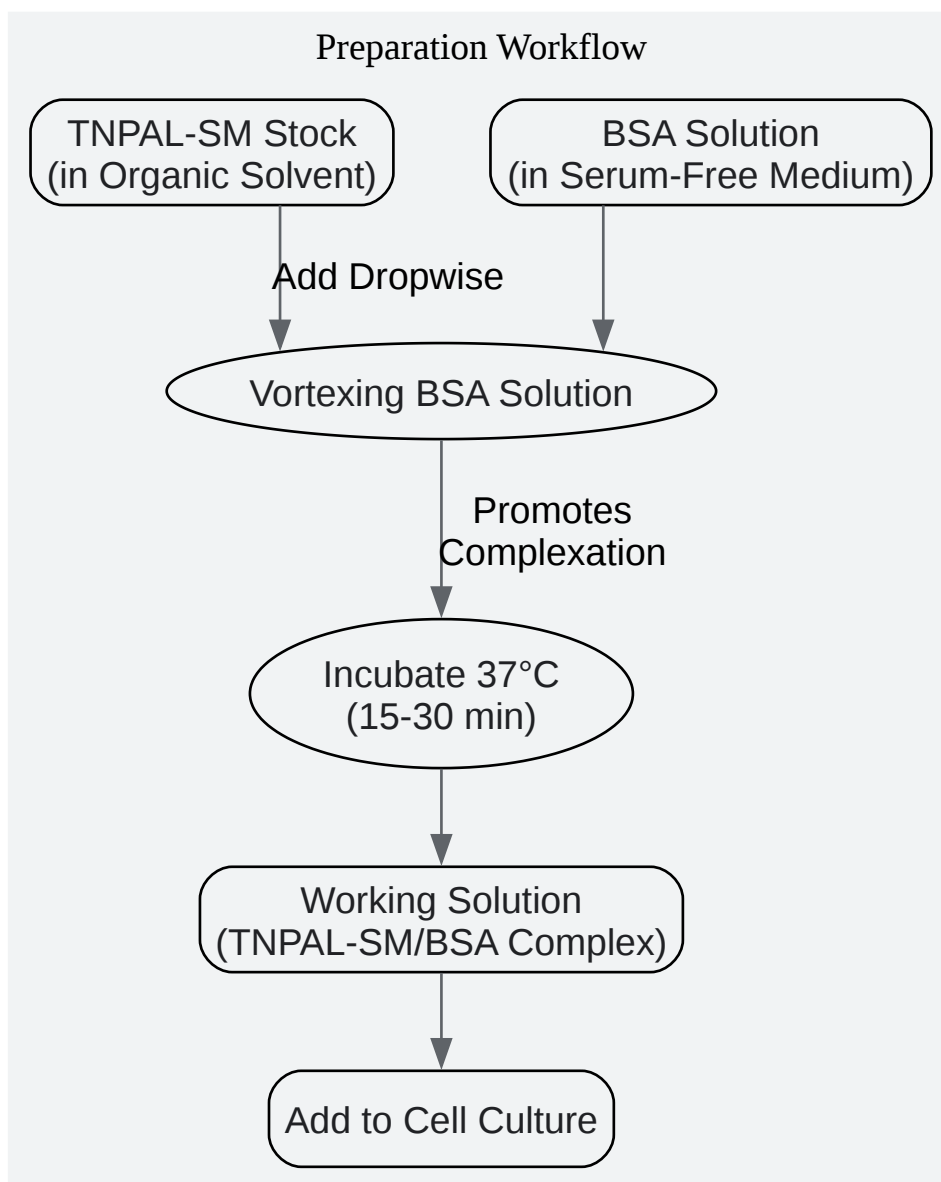 Preparation Workflow
TNPAL-SM Stock
(in Organic Solvent)
BSA Solution
(in Serum-Free Medium)
Add Dropwise
Vortexing BSA Solution
Promotes
Complexation
Incubate 37°C
(15-30 min)
Working Solution
(TNPAL-SM/BSA Complex)
Add to Cell Culture